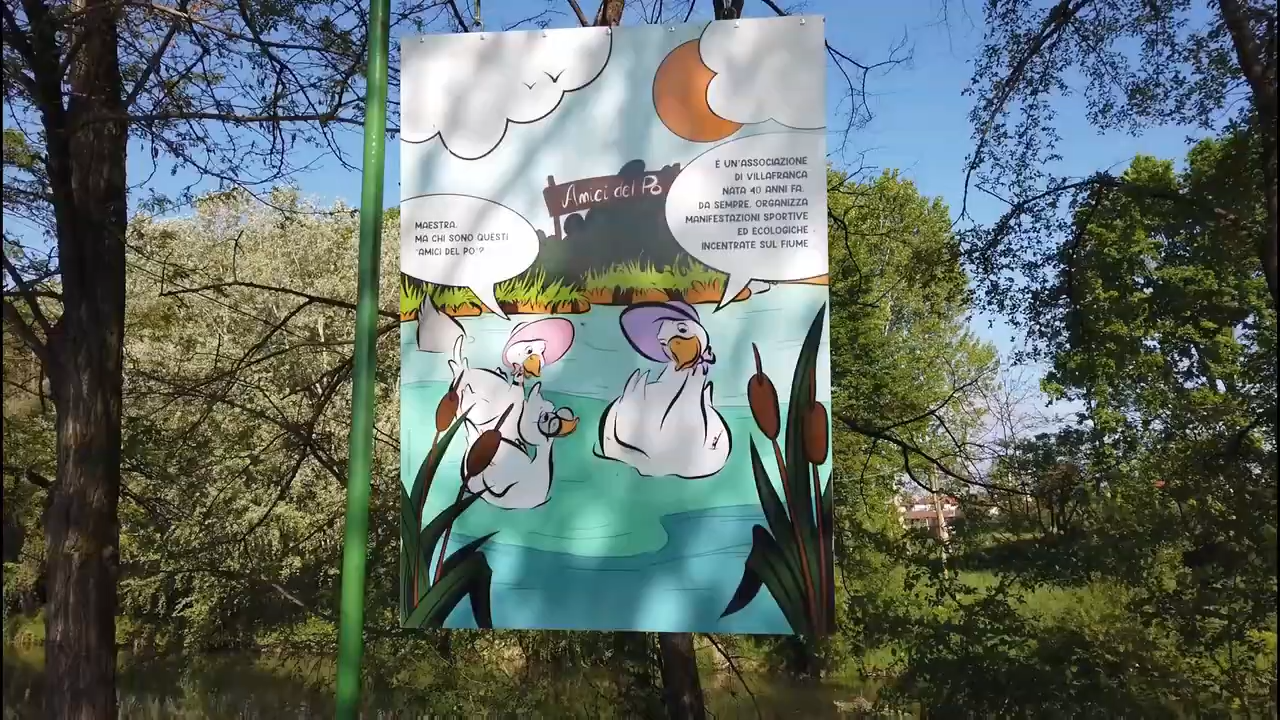 Amici del Po
MAESTRA,
MA CHI SONO QUESTI
"AMICI DEL PO"?
È UN'ASSOCIAZIONE
DI VILLAFRANCA
NATA 40 ANNI FA.
DA SEMPRE, ORGANIZZA
MANIFESTAZIONI SPORTIVE
ED ECOLOGICHE
INCENTRATE SUL FIUME